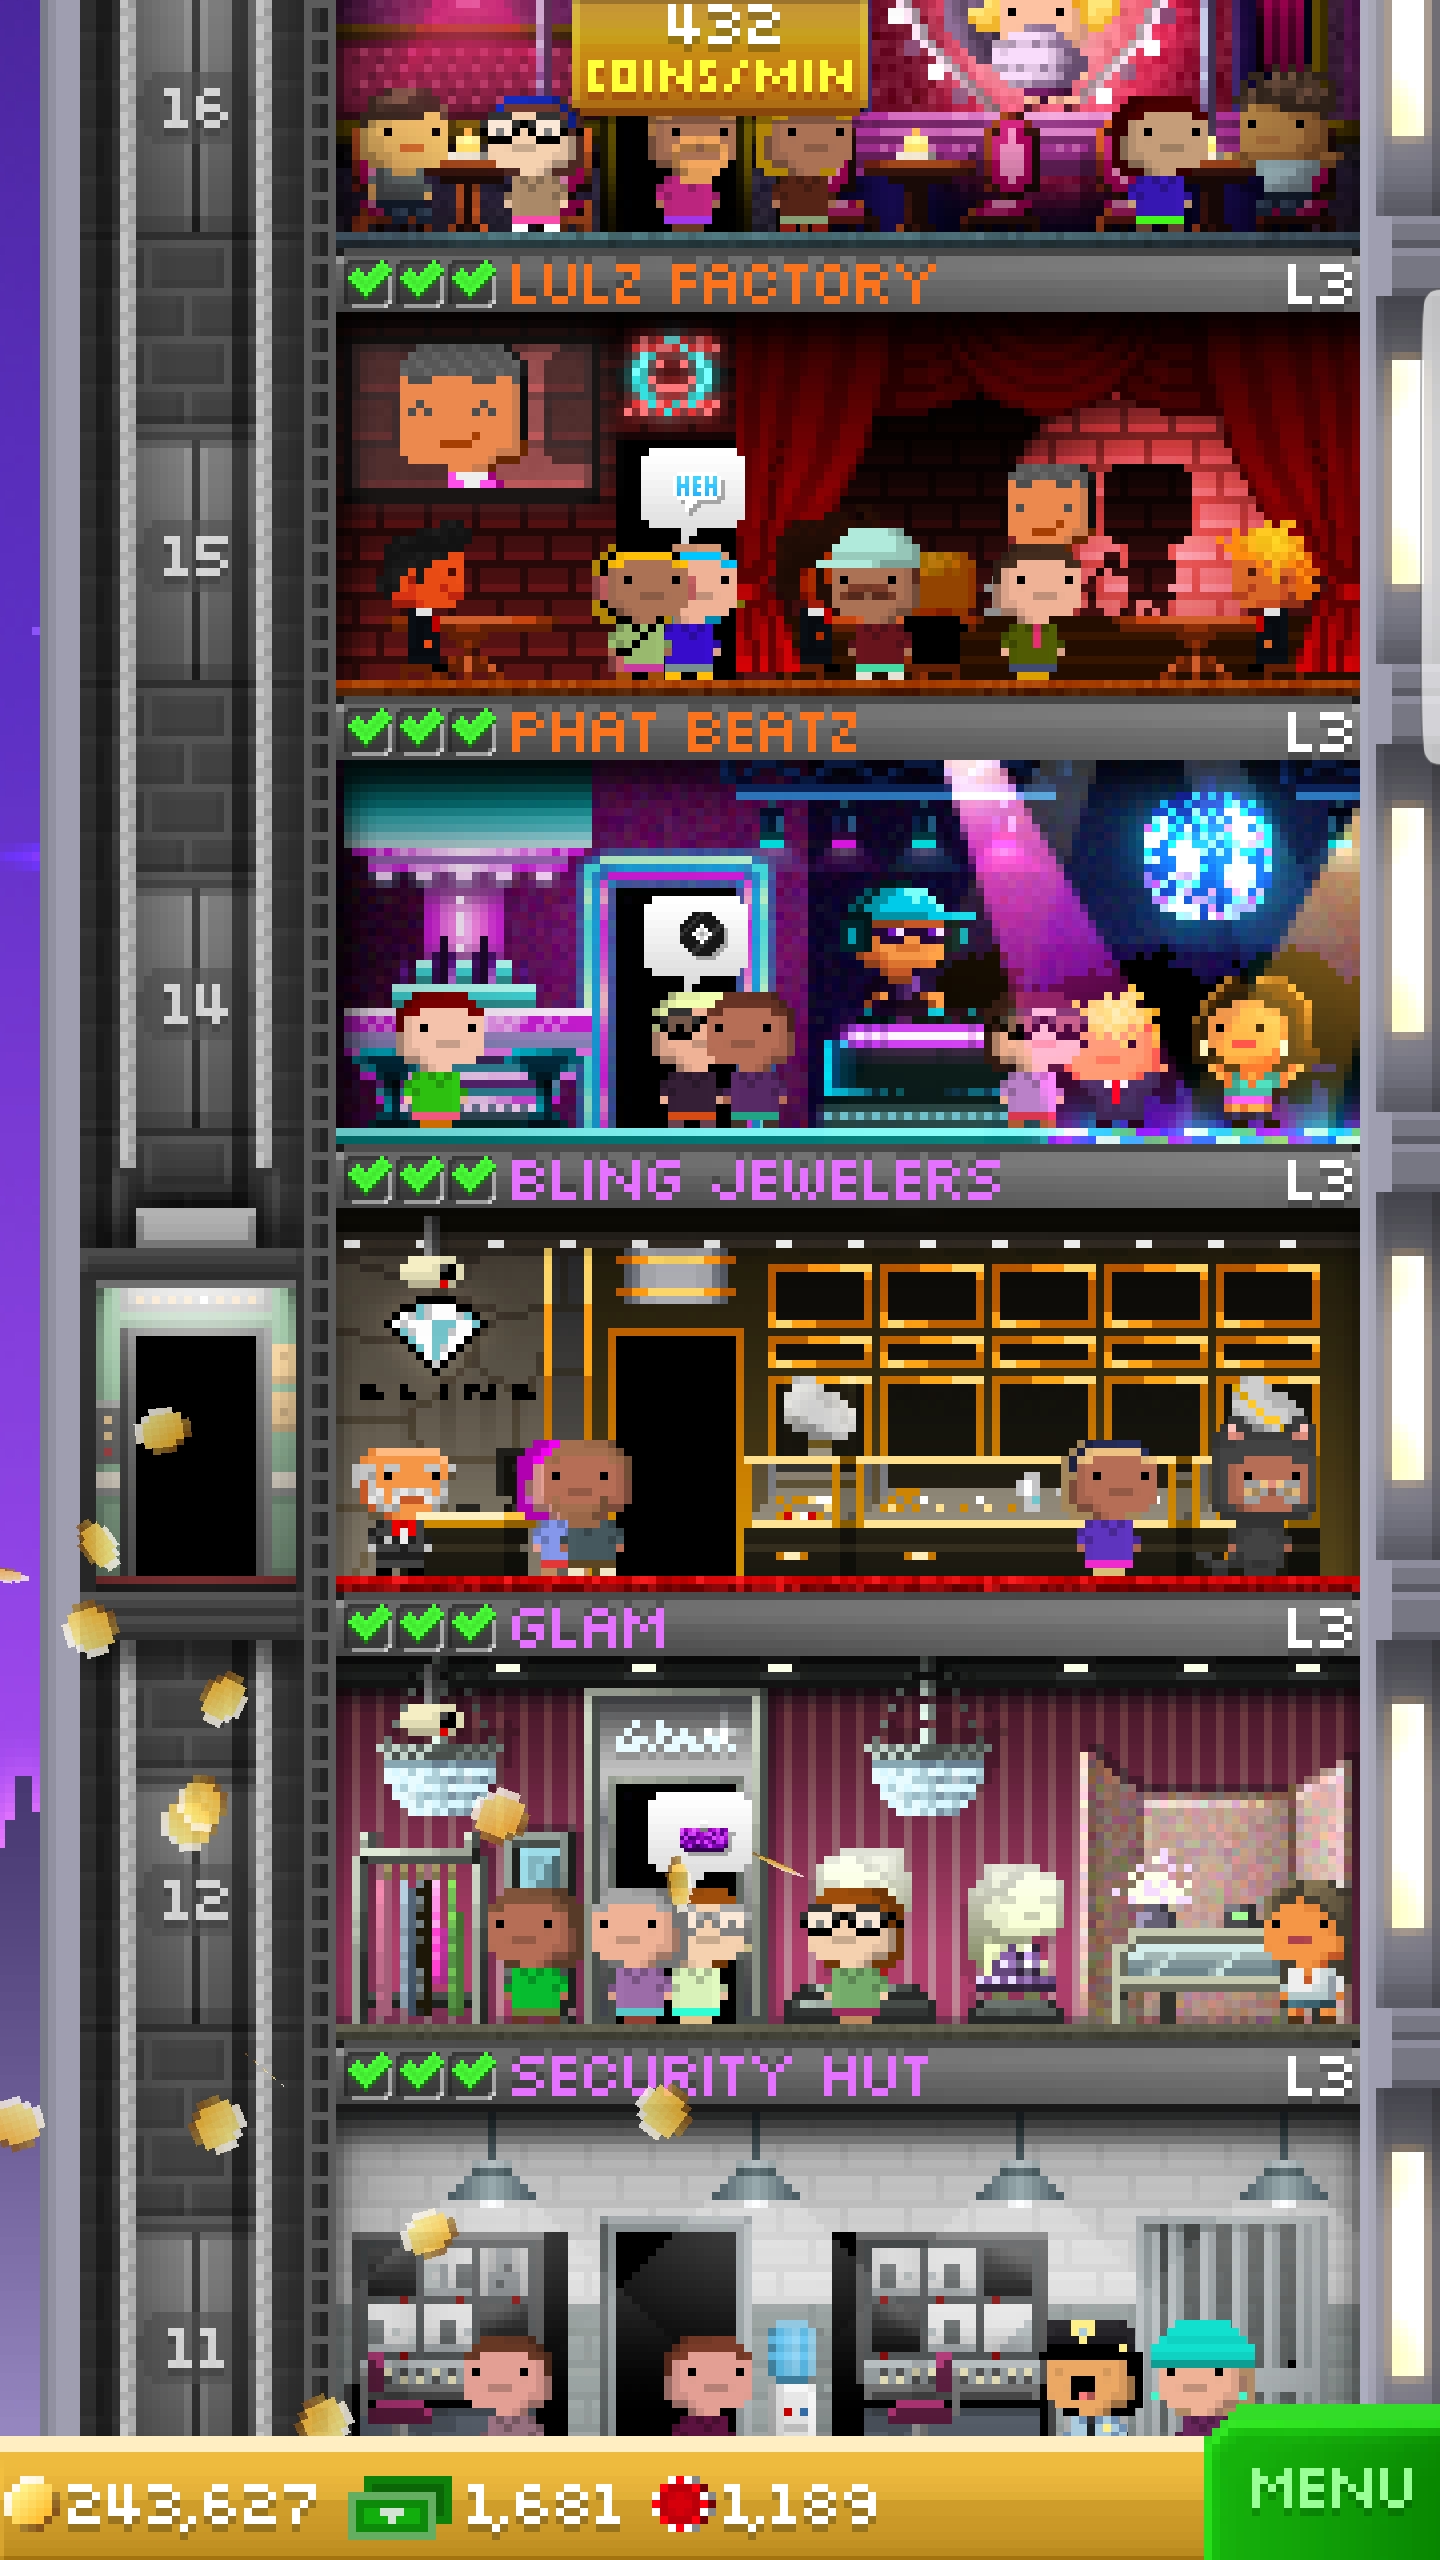 432
COINS/MIN
16
LULZ FACTORY L3
HEH
15
PHAT BEATZ L3
14
BLING JEWELERS L3
BLING
GLAM L3
Glam
12
SECURITY HUT L3
11
243,627 1,681 1,189
MENU